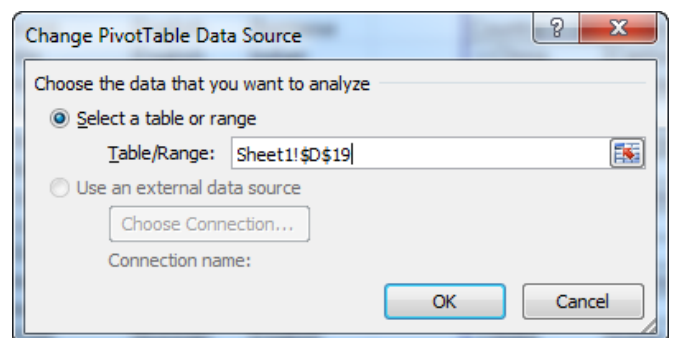 Change PivotTable Data Source
Choose the data that you want to analyze
Select a table or range
Table/Range: Sheet1!$D$19
Use an external data source
Choose Connection...
Connection name:
OK Cancel